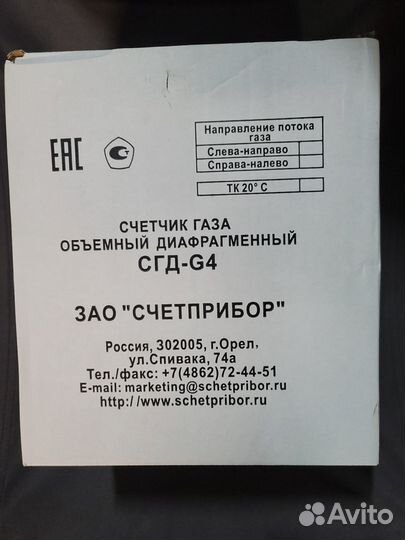 ЕАС
Направление потока
газа
Слева-направо
Справа-налево
ТК 20° С
СЧЕТЧИК ГАЗА
ОБЪЕМНЫЙ ДИАФРАГМЕННЫЙ
СГД-G4
ЗАО "СЧЕТПРИБОР"
Россия, 302005, г.Орел,
ул.Спивака, 74а
Тел./факс: +7(4862)72-44-51
E-mail: marketing@schetpribor.ru
http://www.schetpribor.ru
Avito